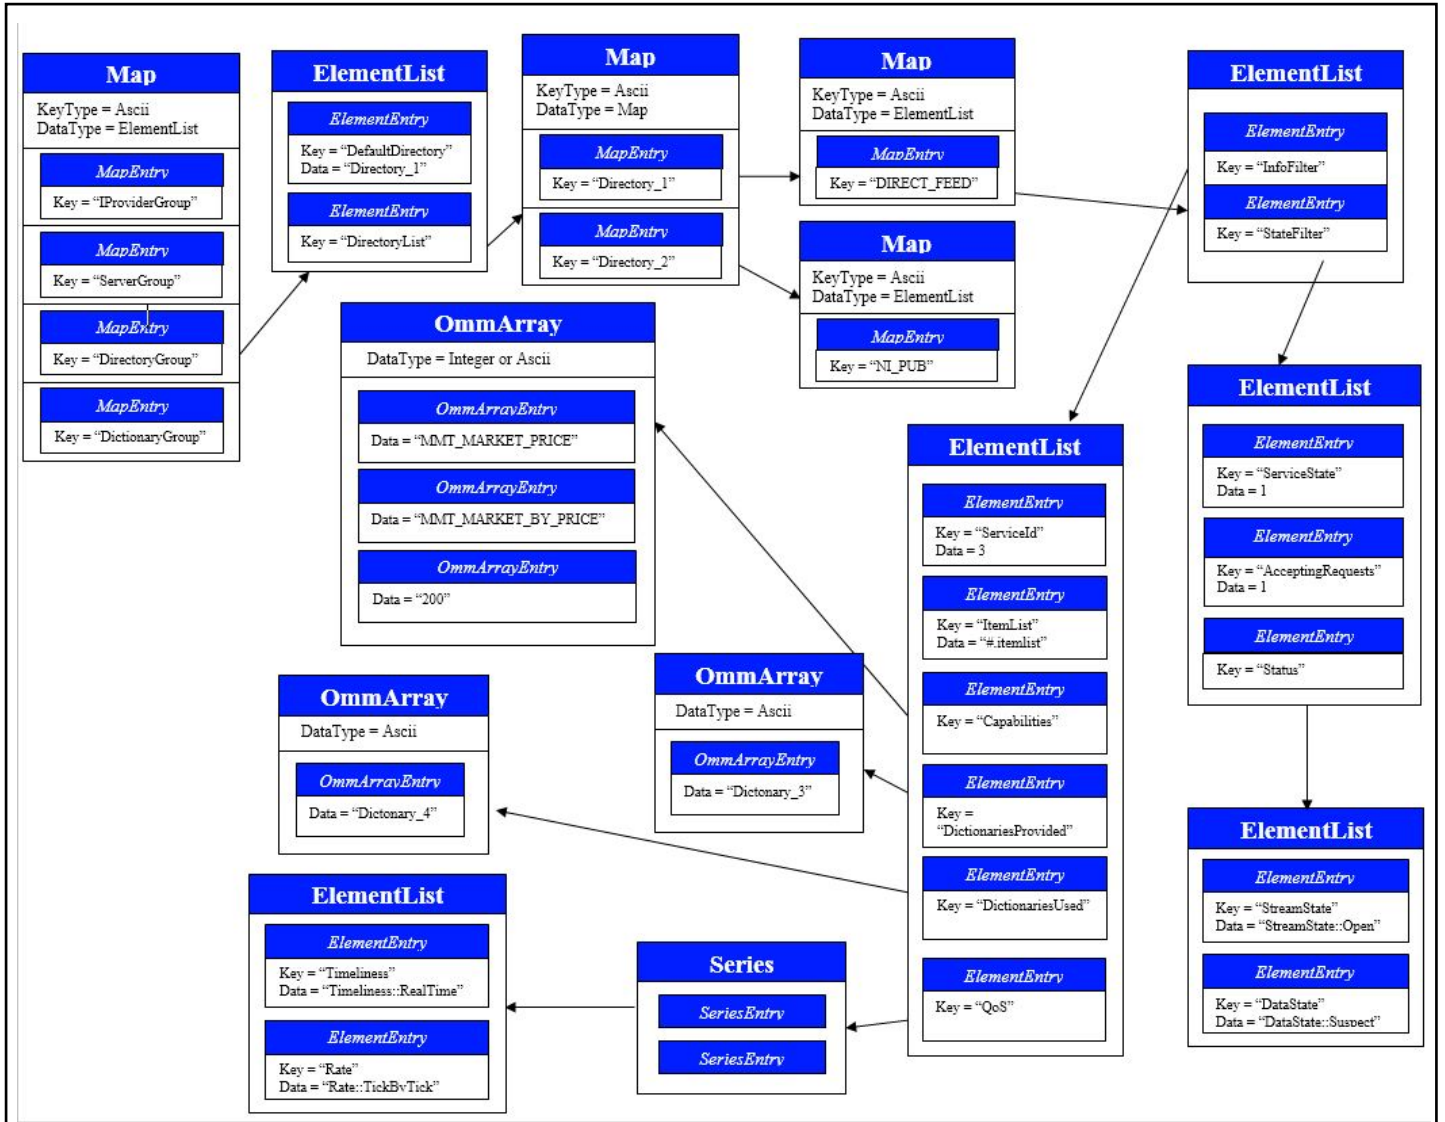 Map
KeyType = Ascii
DataType = ElementList
MapEntry
Key = “IProviderGroup”
MapEntry
Key = “ServerGroup”
MapEntry
Key = “DirectoryGroup”
MapEntry
Key = “DictionaryGroup”
ElementList
ElementEntry
Key = “DefaultDirectory”
Data = “Directory_1”
ElementEntry
Key = “DirectoryList”
Map
KeyType = Ascii
DataType = Map
MapEntry
Key = “Directory_1”
MapEntry
Key = “Directory_2”
Map
KeyType = Ascii
DataType = ElementList
MapEntry
Key = “DIRECT_FEED”
Map
KeyType = Ascii
DataType = ElementList
MapEntry
Key = “NI_PUB”
ElementList
ElementEntry
Key = “InfoFilter”
ElementEntry
Key = “StateFilter”
OmmArray
DataType = Integer or Ascii
OmmArrayEntry
Data = “MMT_MARKET_PRICE”
OmmArrayEntry
Data = “MMT_MARKET_BY_PRICE”
OmmArrayEntry
Data = “200”
ElementList
ElementEntry
Key = “ServiceId”
Data = 3
ElementEntry
Key = “ItemList”
Data = “#.itemlist”
ElementEntry
Key = “Capabilities”
ElementEntry
Key =
“DictionariesProvided”
ElementEntry
Key = “DictionariesUsed”
ElementEntry
Key = “QoS”
ElementList
ElementEntry
Key = “ServiceState”
Data = 1
ElementEntry
Key = “AcceptingRequests”
Data = 1
ElementEntry
Key = “Status”
OmmArray
DataType = Ascii
OmmArrayEntry
Data = “Dictonary_4”
OmmArray
DataType = Ascii
OmmArrayEntry
Data = “Dictonary_3”
ElementList
ElementEntry
Key = “Timeliness”
Data = “Timeliness::RealTime”
ElementEntry
Key = “Rate”
Data = “Rate::TickByTick”
Series
SeriesEntry
SeriesEntry
ElementList
ElementEntry
Key = “StreamState”
Data = “StreamState::Open”
ElementEntry
Key = “DataState”
Data = “DataState::Suspect”